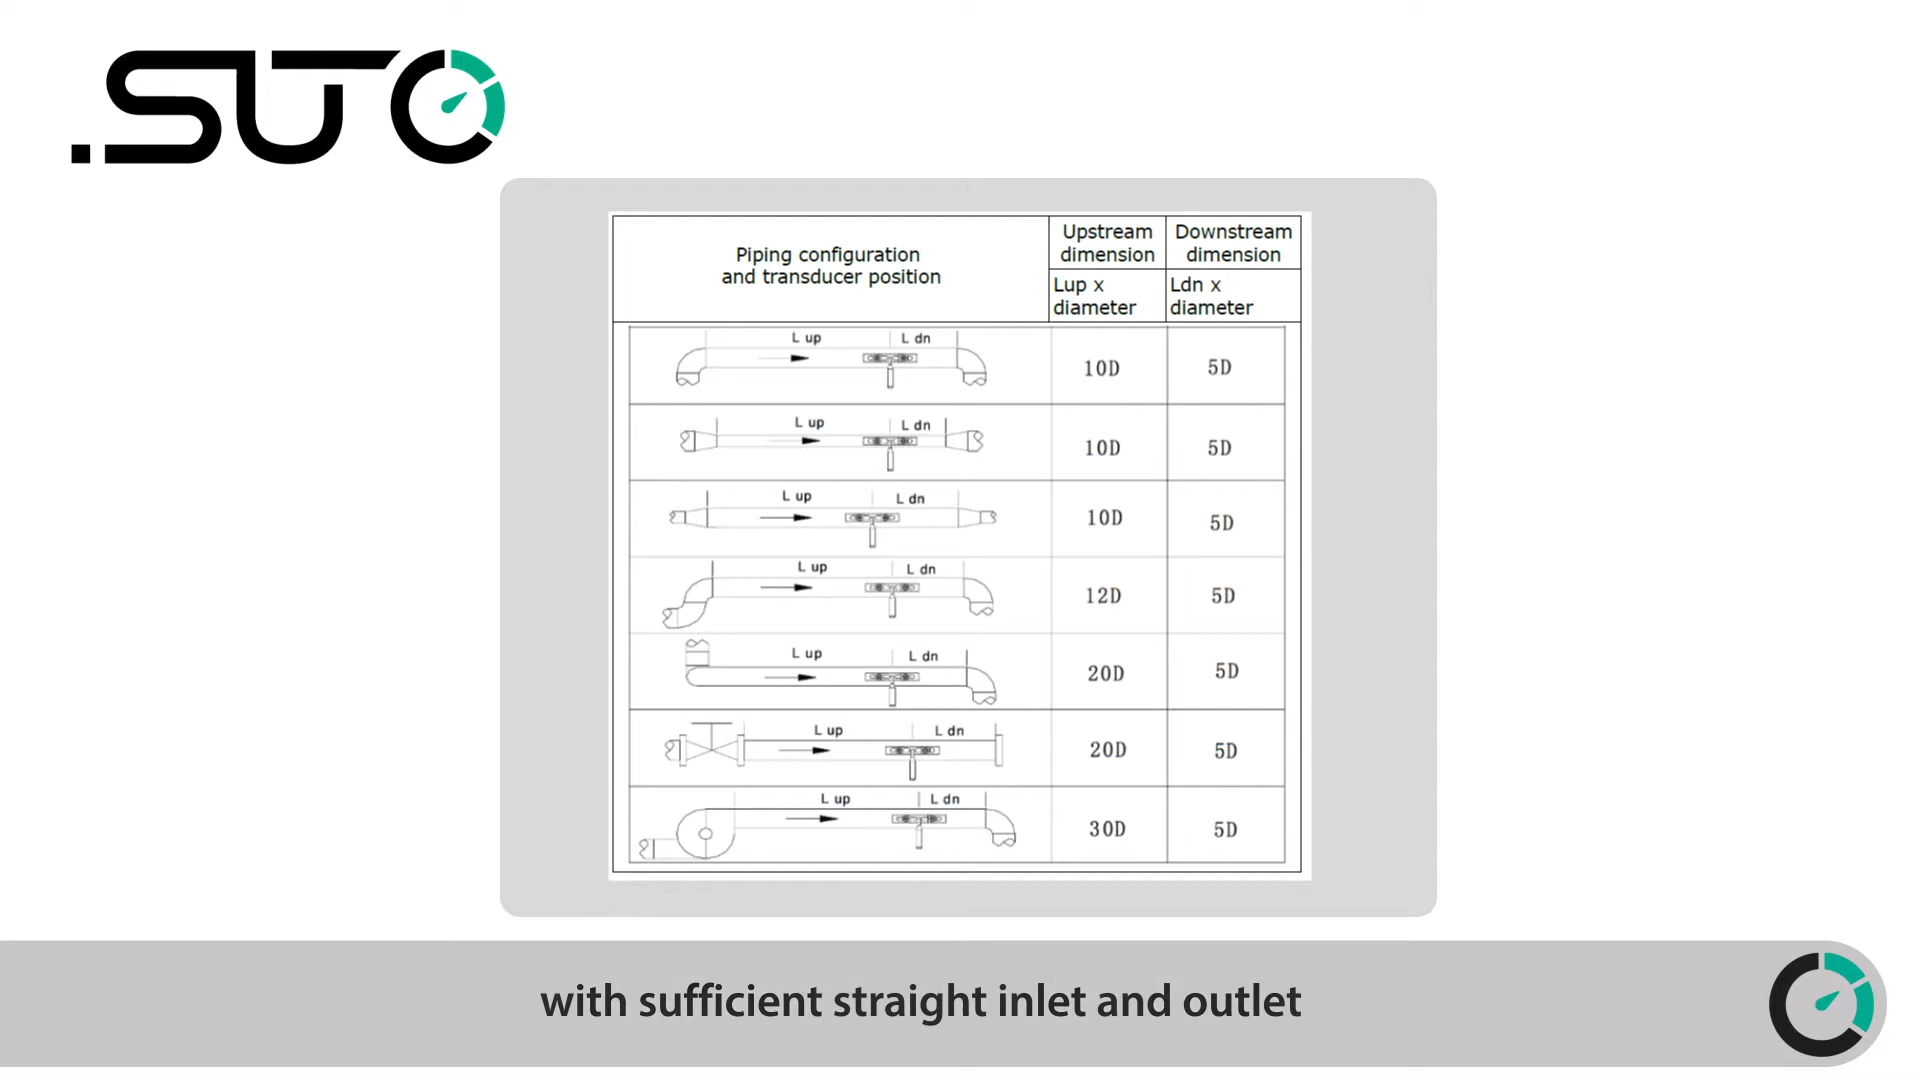 .SUTO
Piping configuration
and transducer position
Upstream
dimension
Downstream
dimension
Lup x
diameter
Ldn x
diameter
L up
L dn
10D
5D
L up
L dn
10D
5D
L up
L dn
10D
5D
L up
L dn
12D
5D
L up
L dn
20D
5D
L up
L dn
20D
5D
L up
L dn
30D
5D
with sufficient straight inlet and outlet